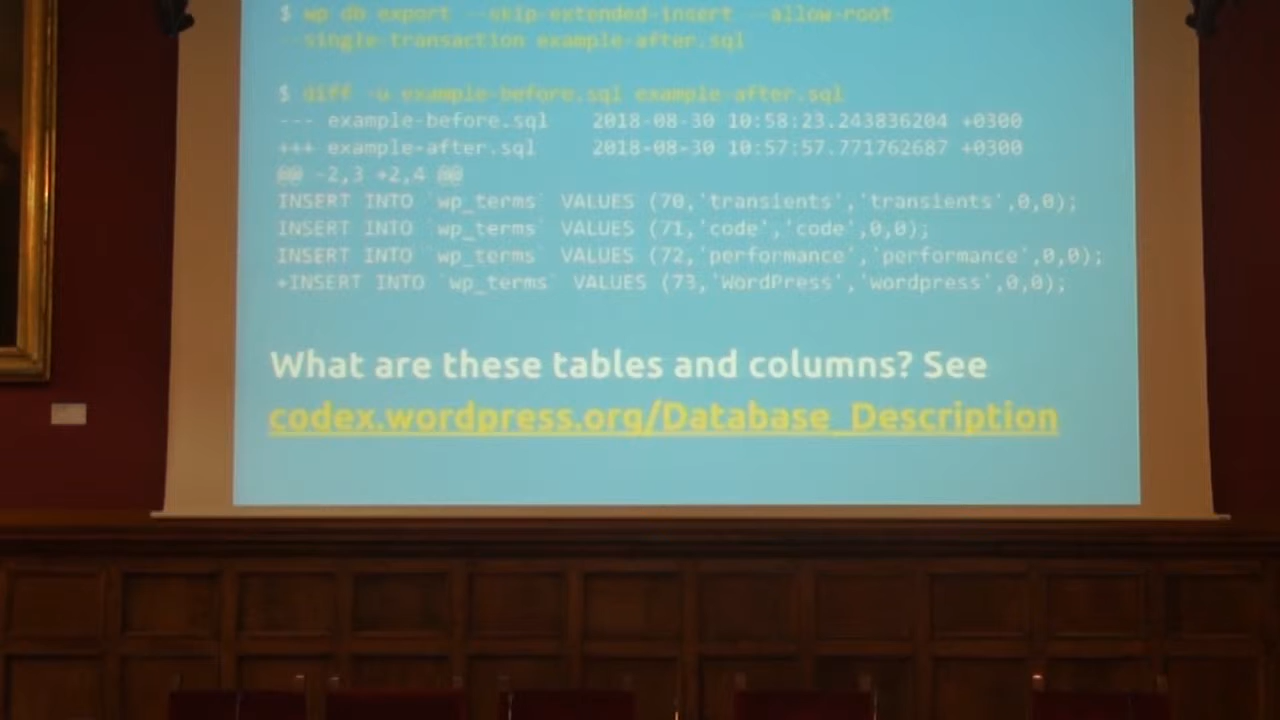 $ wp db export --skip-extended-insert --allow-root
--single-transaction example-after.sql
$ diff -u example-before.sql example-after.sql
--- example-before.sql 2018-08-30 10:58:23.243836204 +0300
+++ example-after.sql 2018-08-30 10:57:57.771762687 +0300
@@ -2,3 +2,4 @@
INSERT INTO `wp_terms` VALUES (70,'transients','transients',0,0);
INSERT INTO `wp_terms` VALUES (71,'code','code',0,0);
INSERT INTO `wp_terms` VALUES (72,'performance','performance',0,0);
+INSERT INTO `wp_terms` VALUES (73,'WordPress','wordpress',0,0);
What are these tables and columns? See
codex.wordpress.org/Database_Description